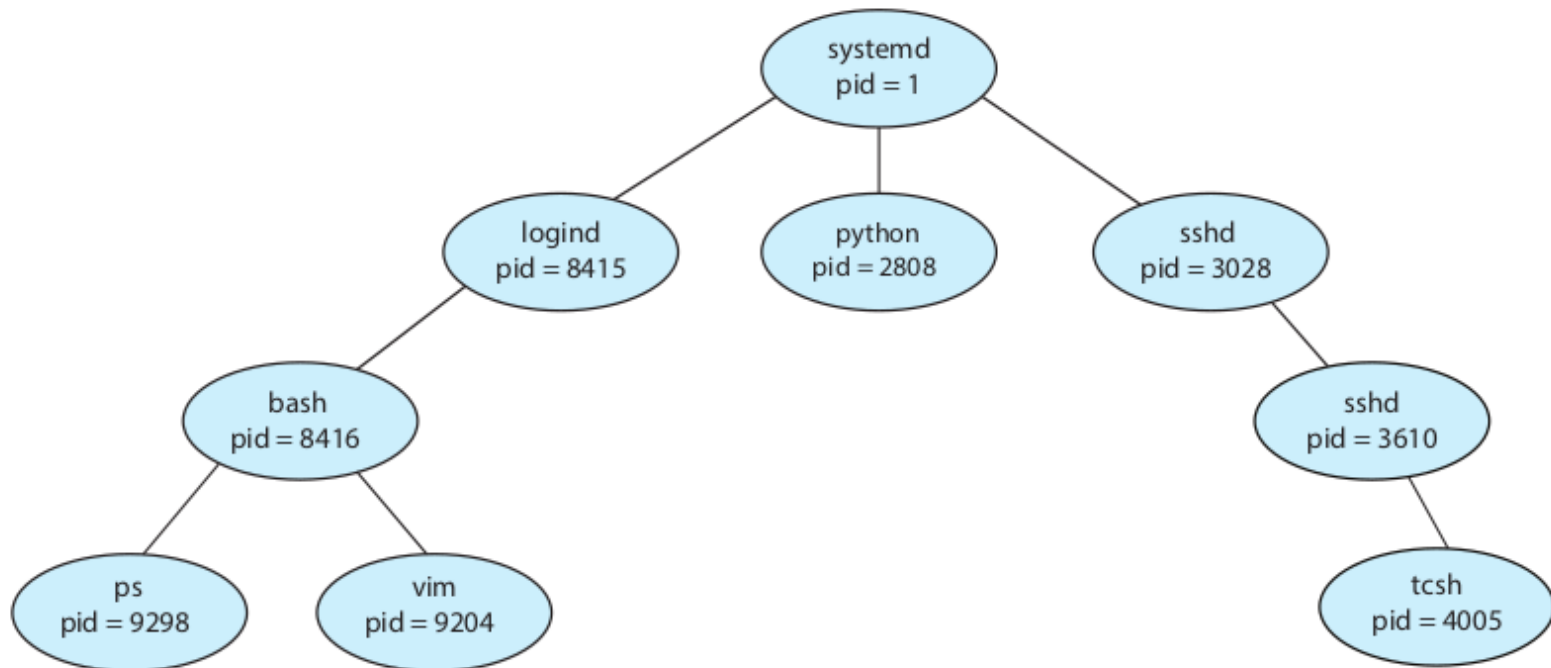 systemd
pid = 1
logind
pid = 8415
python
pid = 2808
sshd
pid = 3028
bash
pid = 8416
sshd
pid = 3610
ps
pid = 9298
vim
pid = 9204
tcsh
pid = 4005